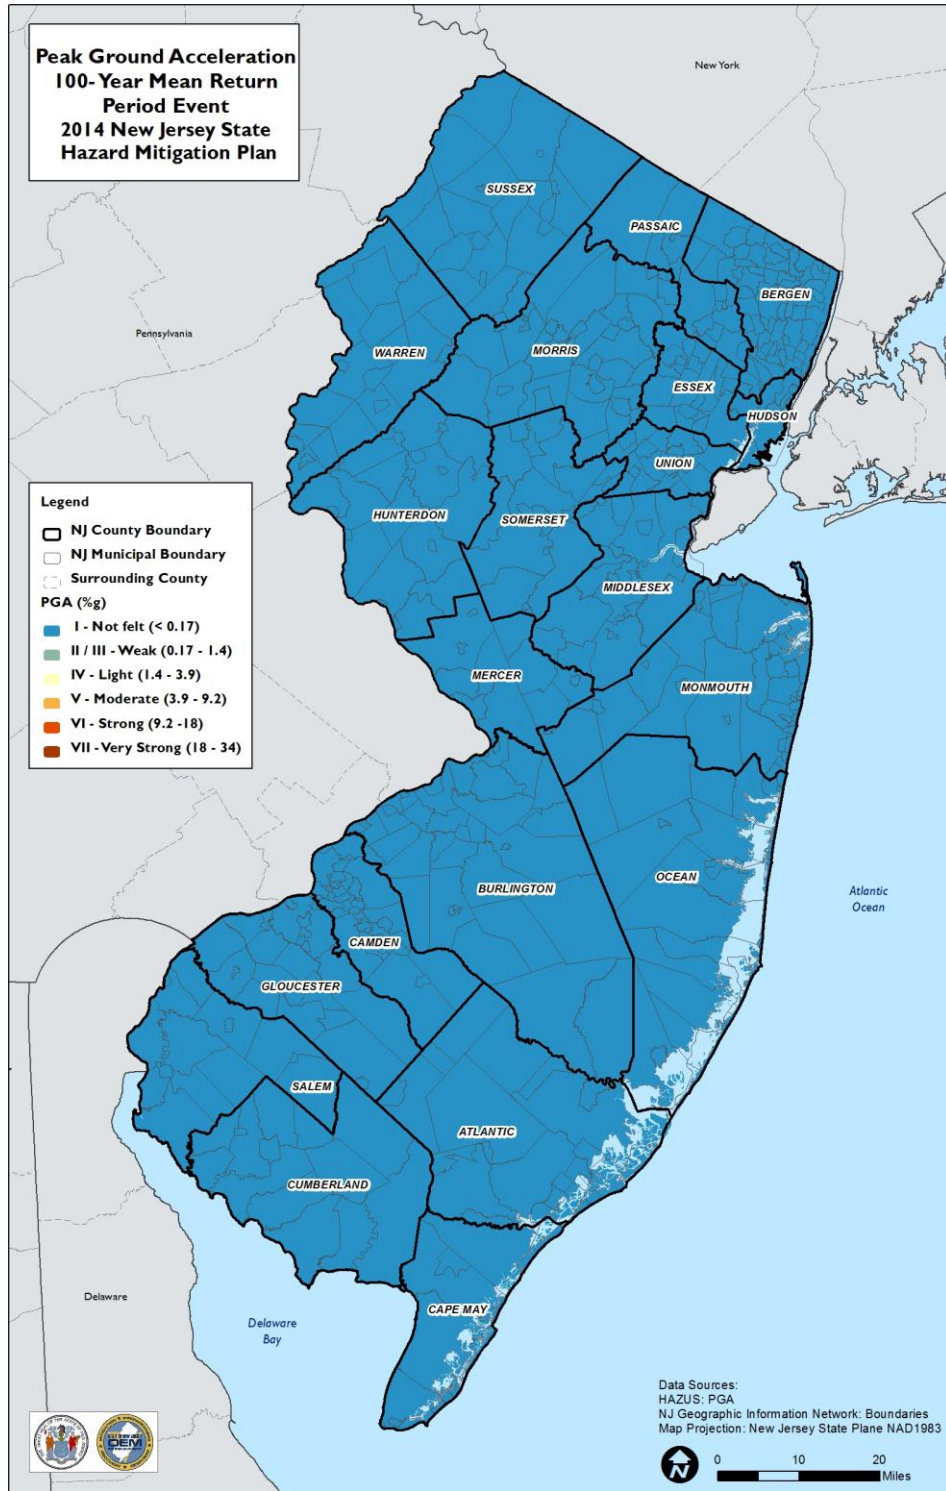 Peak Ground Acceleration
100-Year Mean Return
Period Event
2014 New Jersey State
Hazard Mitigation Plan
New York
SUSSEX
PASSAIC
BERGEN
Pennsylvania
WARREN
MORRIS
ESSEX
HUDSON
UNION
Legend
NJ County Boundary
NJ Municipal Boundary
Surrounding County
PGA (%g)
I - Not felt (< 0.17)
II / III - Weak (0.17 - 1.4)
IV - Light (1.4 - 3.9)
V - Moderate (3.9 - 9.2)
VI - Strong (9.2 -18)
VII - Very Strong (18 - 34)
HUNTERDON
SOMERSET
MIDDLESEX
MERCER
MONMOUTH
OCEAN
BURLINGTON
Atlantic
Ocean
CAMDEN
GLOUCESTER
SALEM
ATLANTIC
CUMBERLAND
Delaware
CAPE MAY
Delaware
Bay
Data Sources:
HAZUS: PGA
NJ Geographic Information Network: Boundaries
Map Projection: New Jersey State Plane NAD1983
OEM
N
0 10 20
Miles